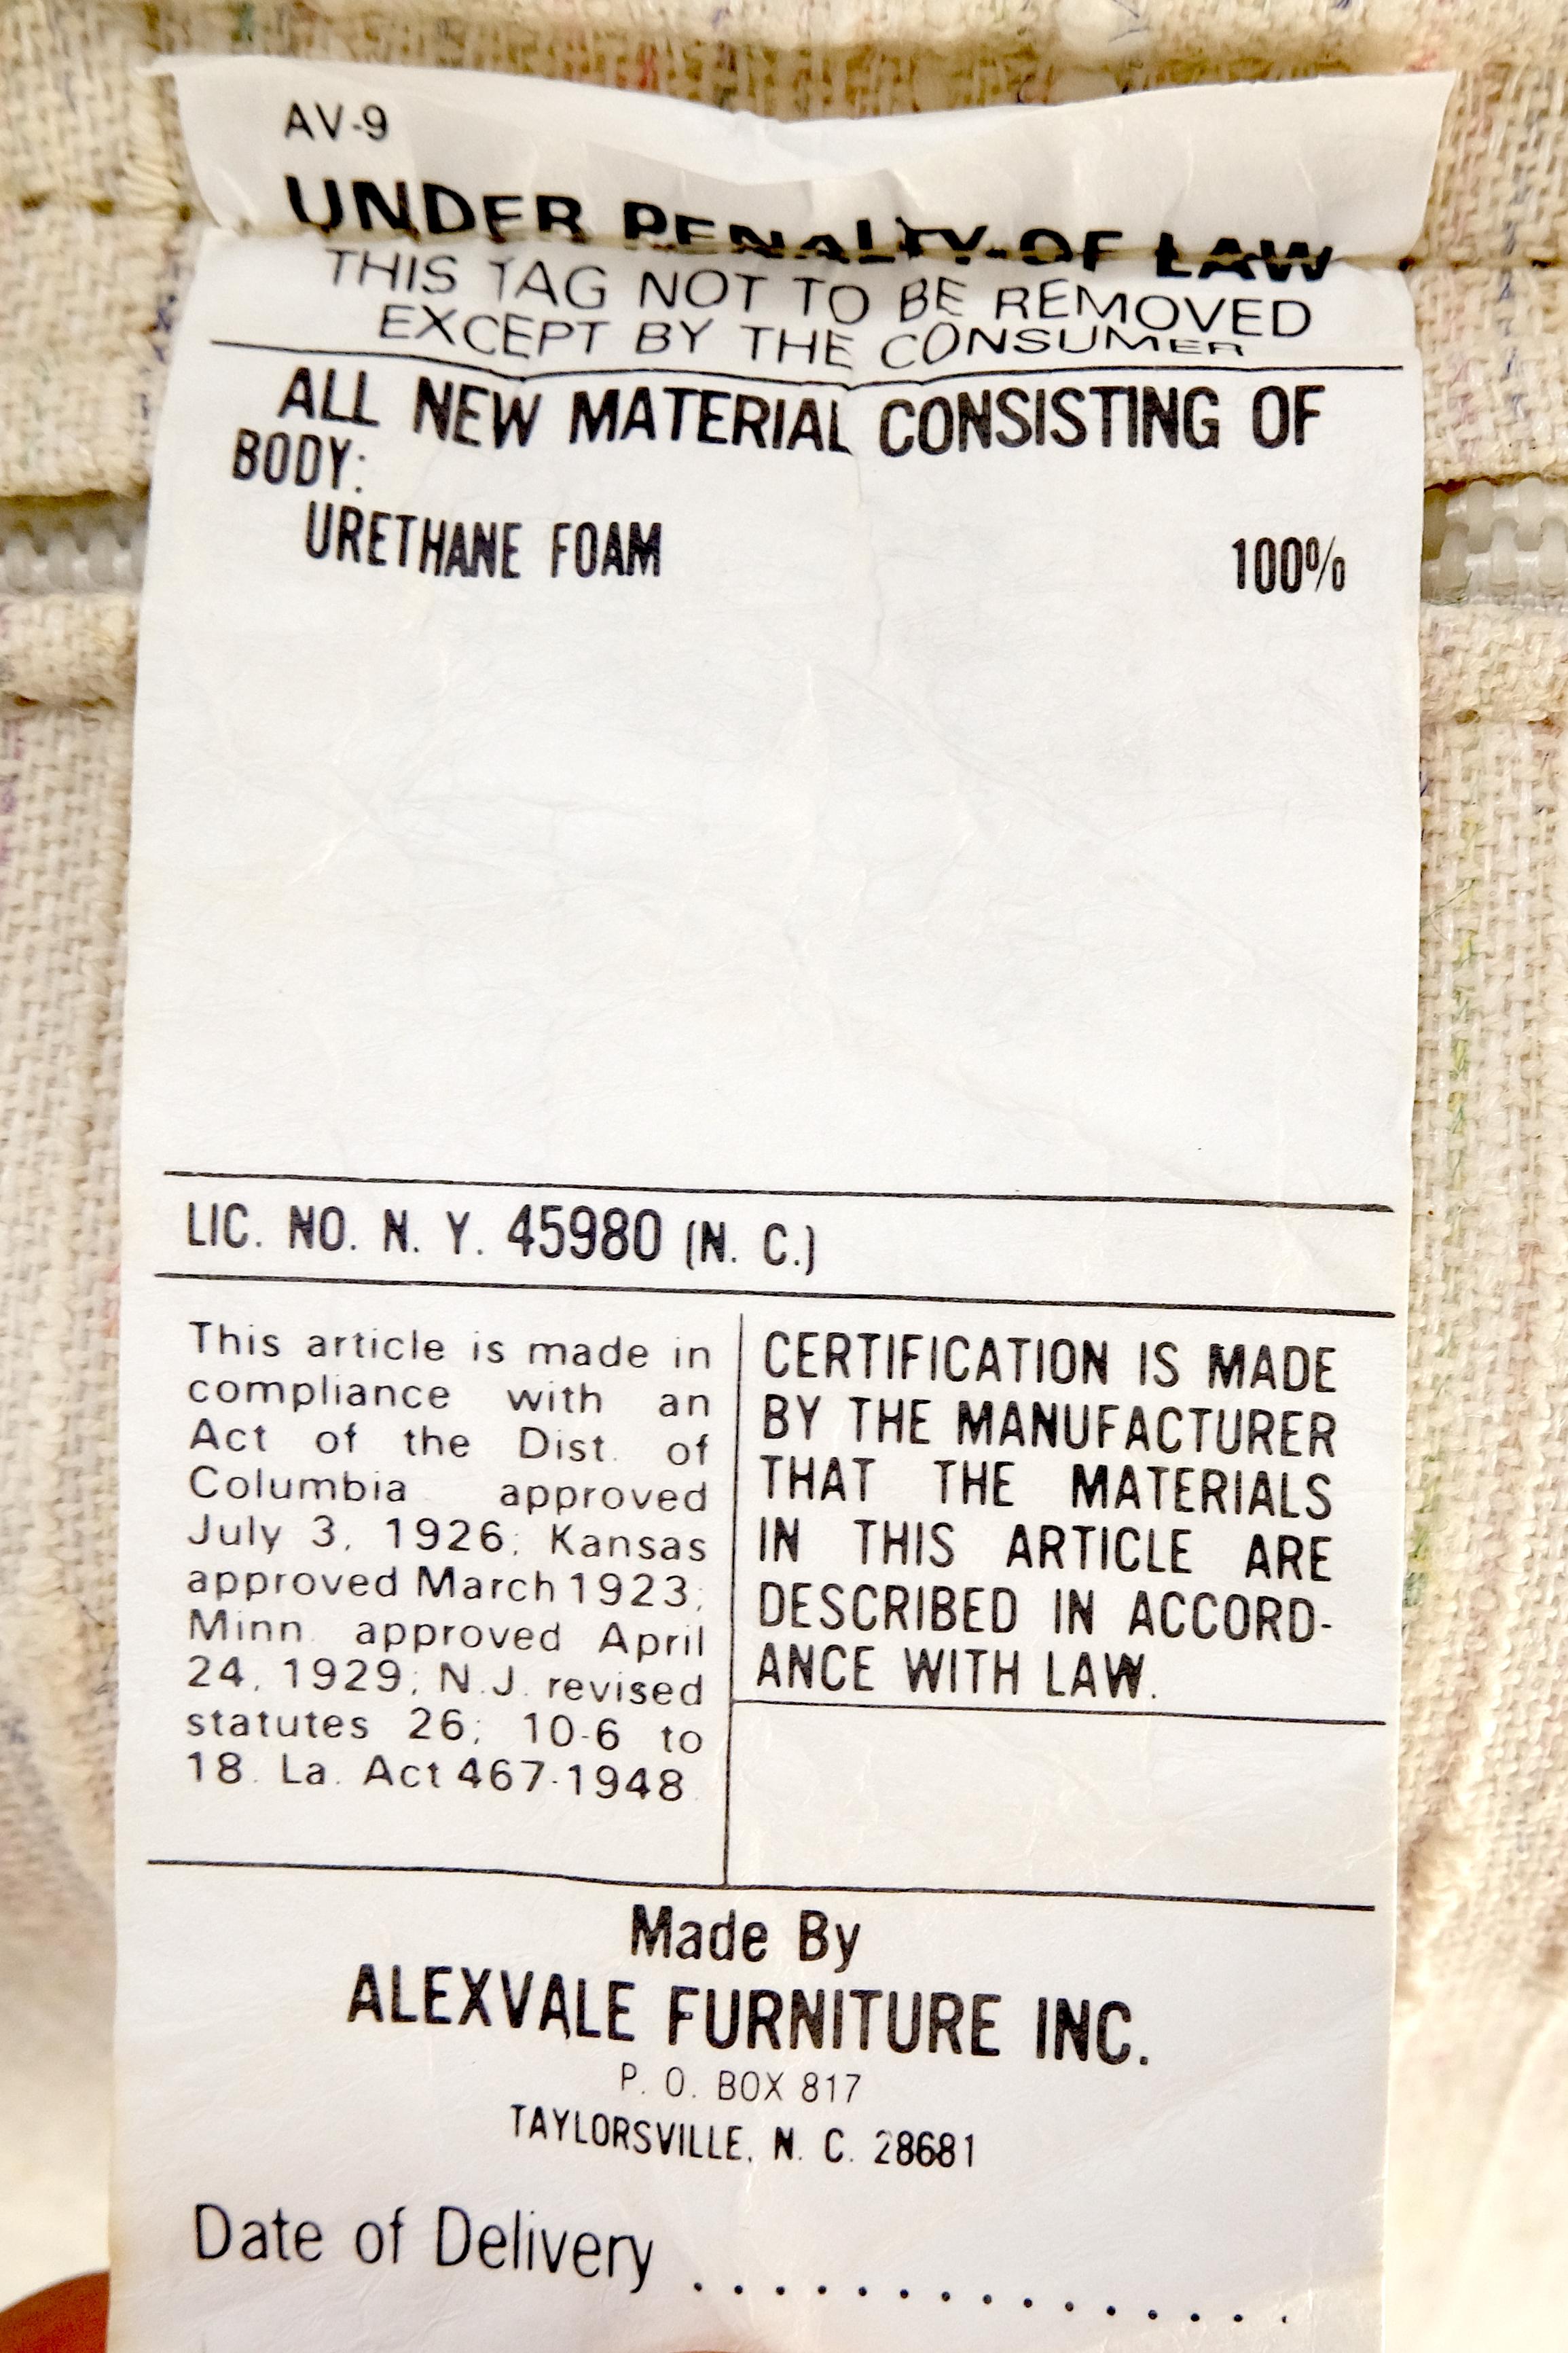 AV-9
UNDER PENALTY OF LAW
THIS TAG NOT TO BE REMOVED
EXCEPT BY THE CONSUMER
ALL NEW MATERIAL CONSISTING OF
BODY:
URETHANE FOAM 100%
LIC. NO. N. Y. 45980 (N. C.)
This article is made in
compliance with an
Act of the Dist. of
Columbia approved
July 3, 1926; Kansas
approved March 1923;
Minn. approved April
24, 1929; N.J. revised
statutes 26; 10-6 to
18. La. Act 467-1948.
CERTIFICATION IS MADE
BY THE MANUFACTURER
THAT THE MATERIALS
IN THIS ARTICLE ARE
DESCRIBED IN ACCORD-
ANCE WITH LAW.
Made By
ALEXVALE FURNITURE INC.
P. O. BOX 817
TAYLORSVILLE, N. C. 28681
Date of Delivery ...............